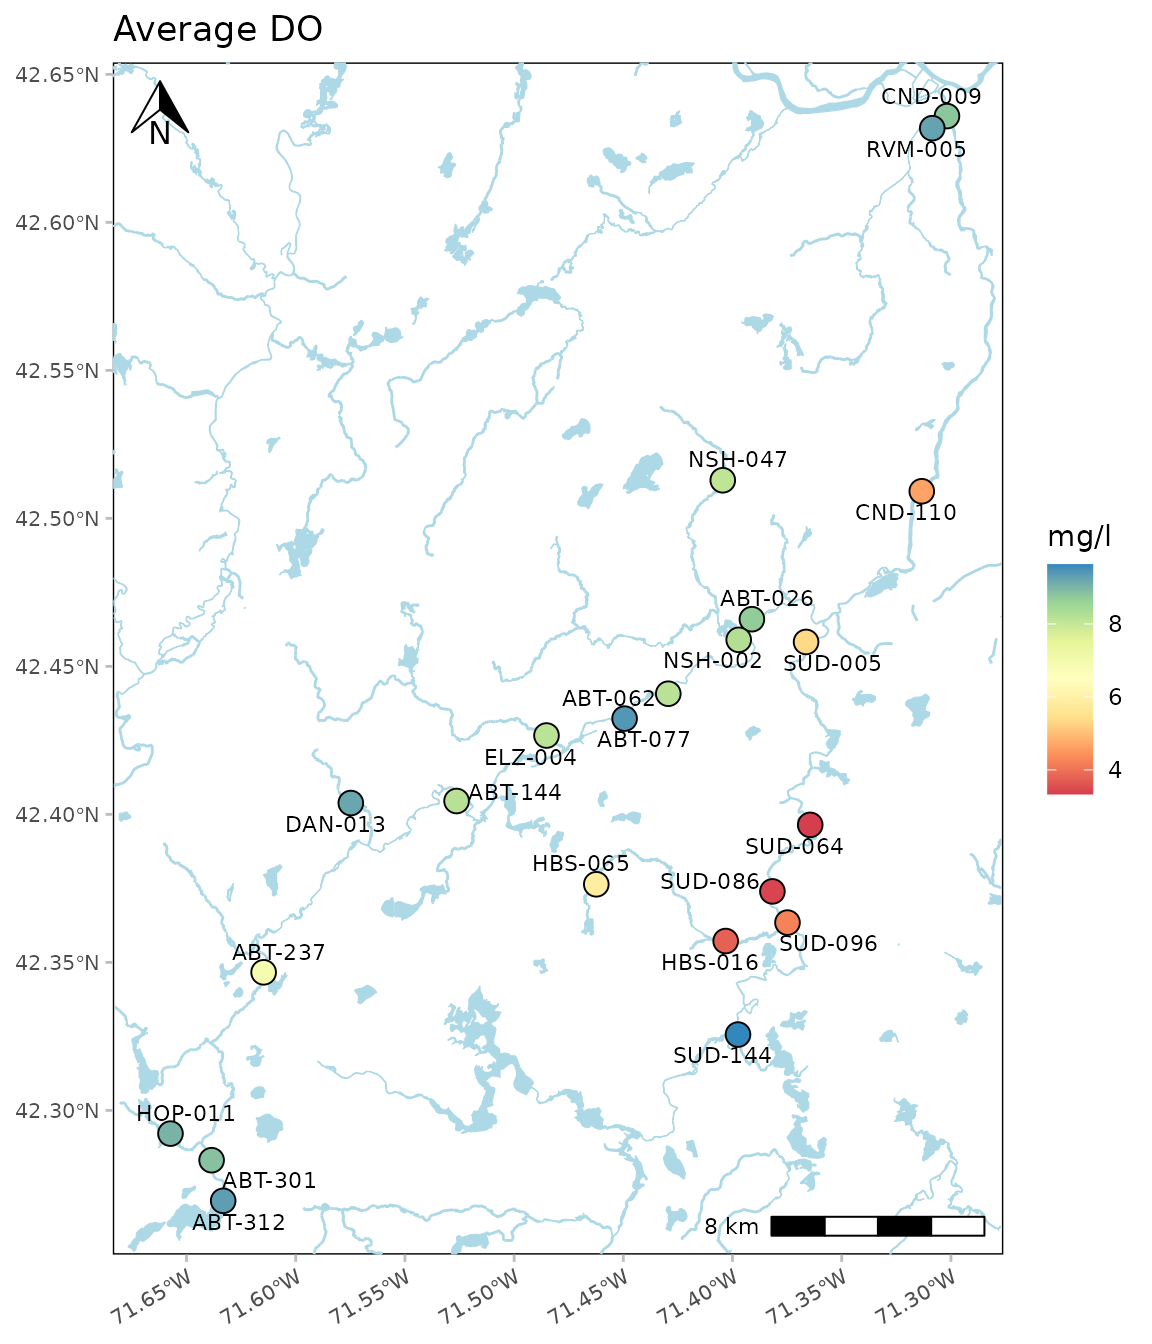 Average DO
42.65°N
42.60°N
42.55°N
42.50°N
42.45°N
42.40°N
42.35°N
42.30°N
N
CND-009
RVM-005
NSH-047
CND-110
ABT-026
NSH-002
SUD-005
ABT-062
ABT-077
ELZ-004
ABT-144
DAN-013
SUD-064
HBS-065
SUD-086
SUD-096
HBS-016
ABT-237
SUD-144
HOP-011
ABT-301
ABT-312
8 km
71.65°W
71.60°W
71.55°W
71.50°W
71.45°W
71.40°W
71.35°W
71.30°W
mg/l
8
6
4